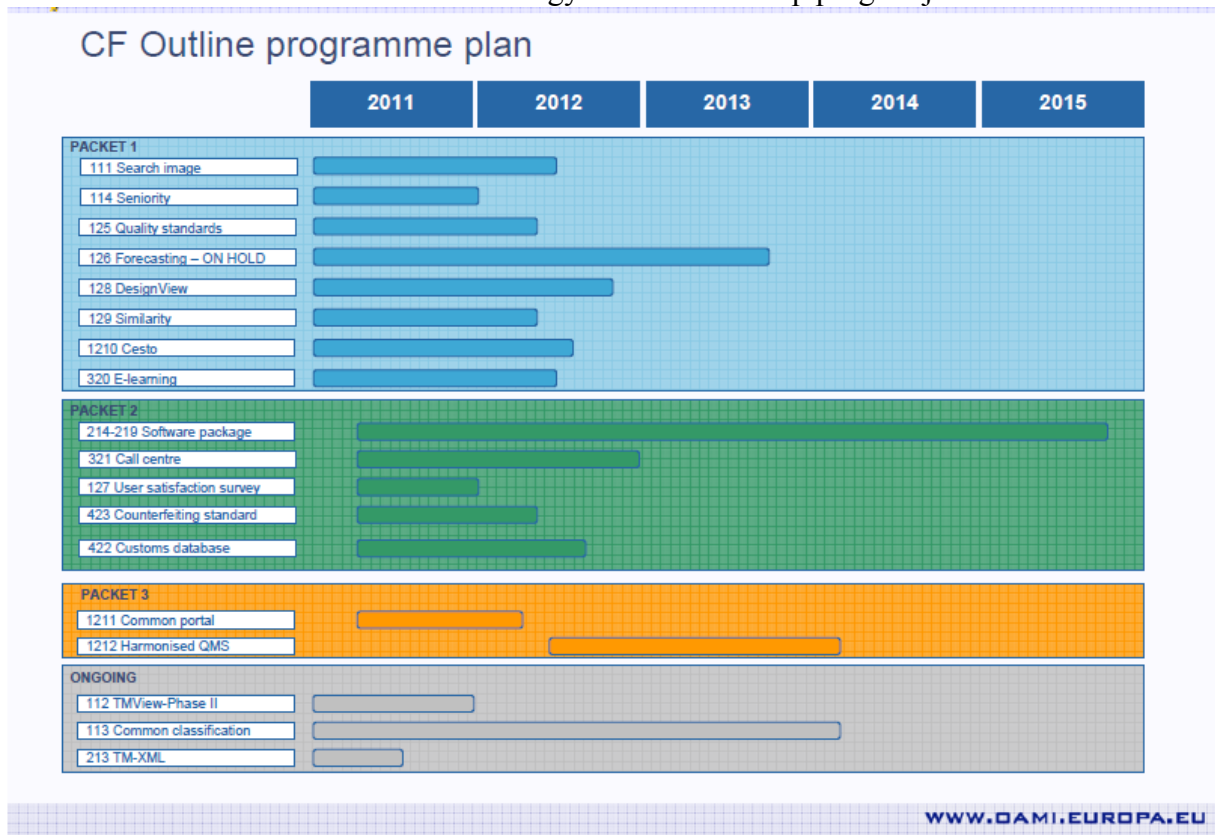 CF Outline programme plan
2011 2012 2013 2014 2015
PACKET 1
111 Search image
114 Seniority
125 Quality standards
126 Forecasting – ON HOLD
128 DesignView
129 Similarity
1210 Cesto
320 E-learning
PACKET 2
214-219 Software package
321 Call centre
127 User satisfaction survey
423 Counterfeiting standard
422 Customs database
PACKET 3
1211 Common portal
1212 Harmonised QMS
ONGOING
112 TMView-Phase II
113 Common classification
213 TM-XML
WWW.OAMI.EUROPA.EU